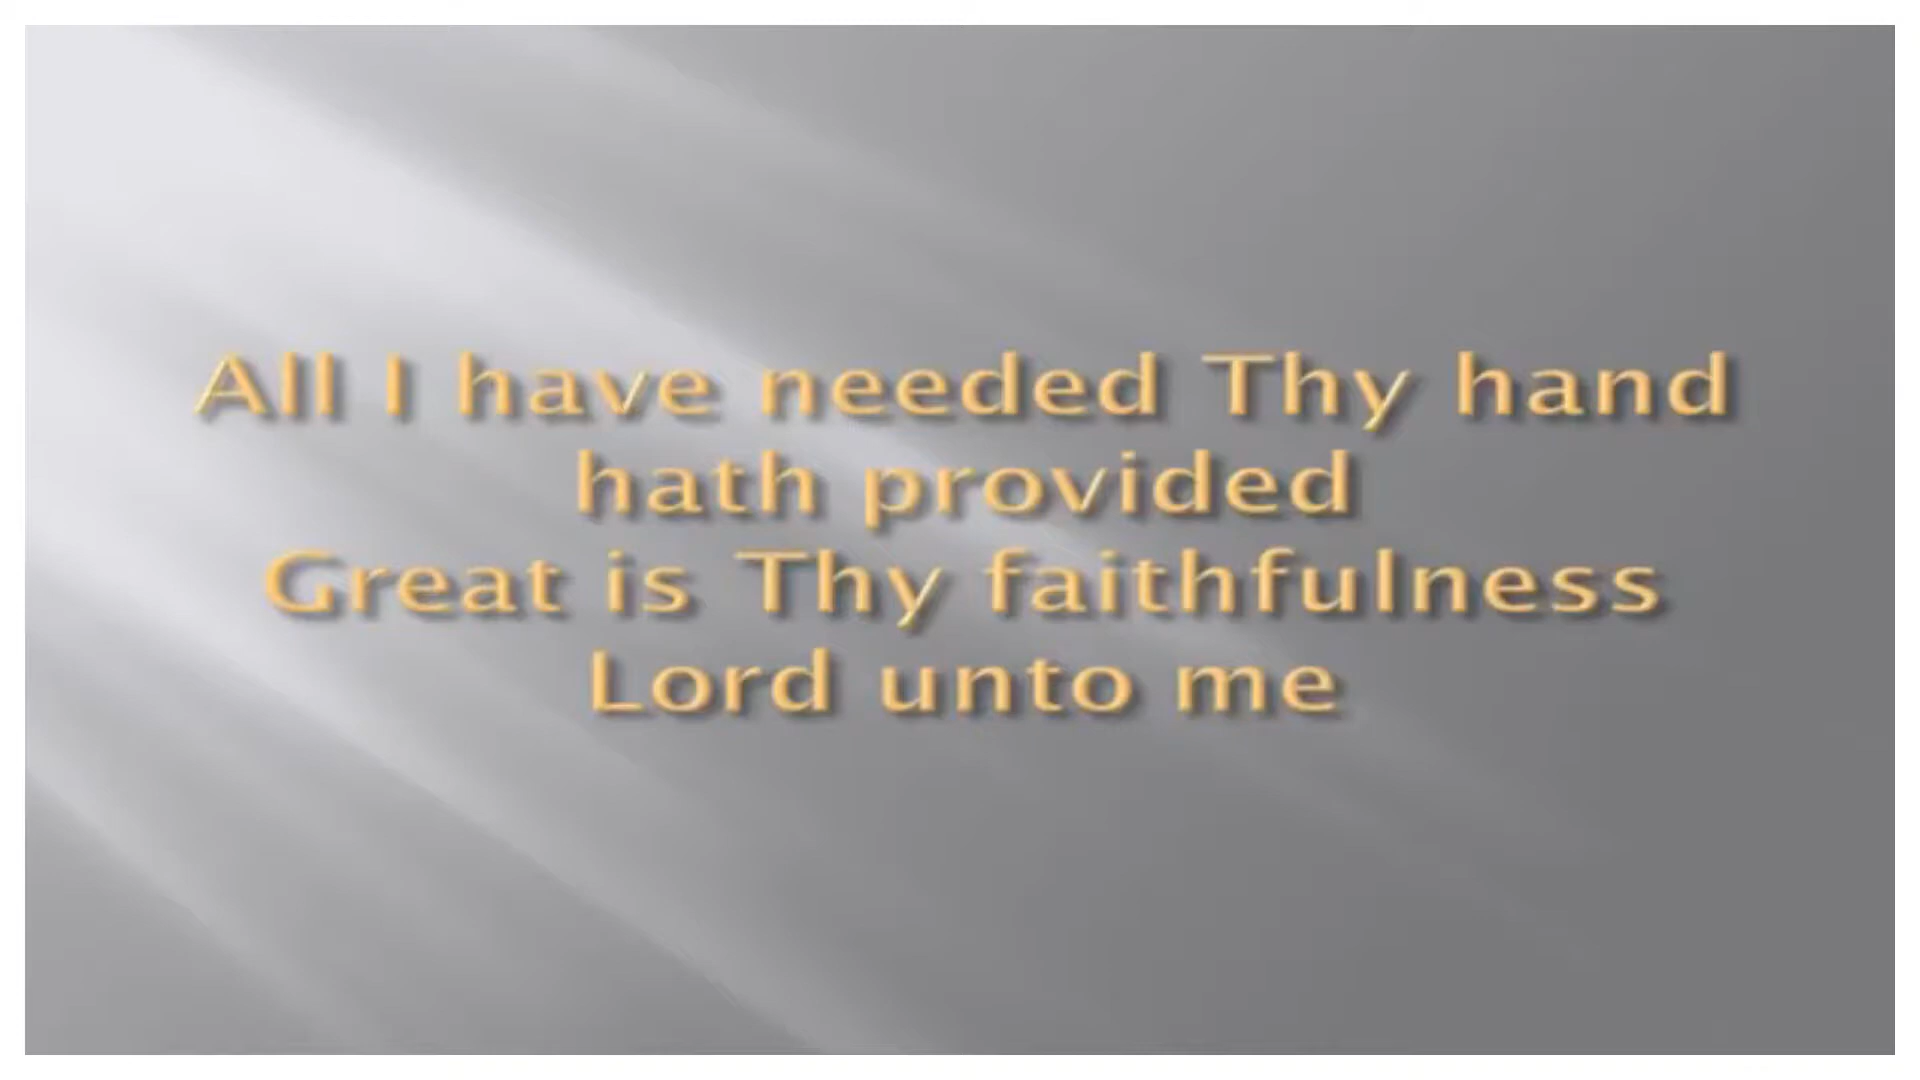 All I have needed Thy hand
hath provided
Great is Thy faithfulness
Lord unto me